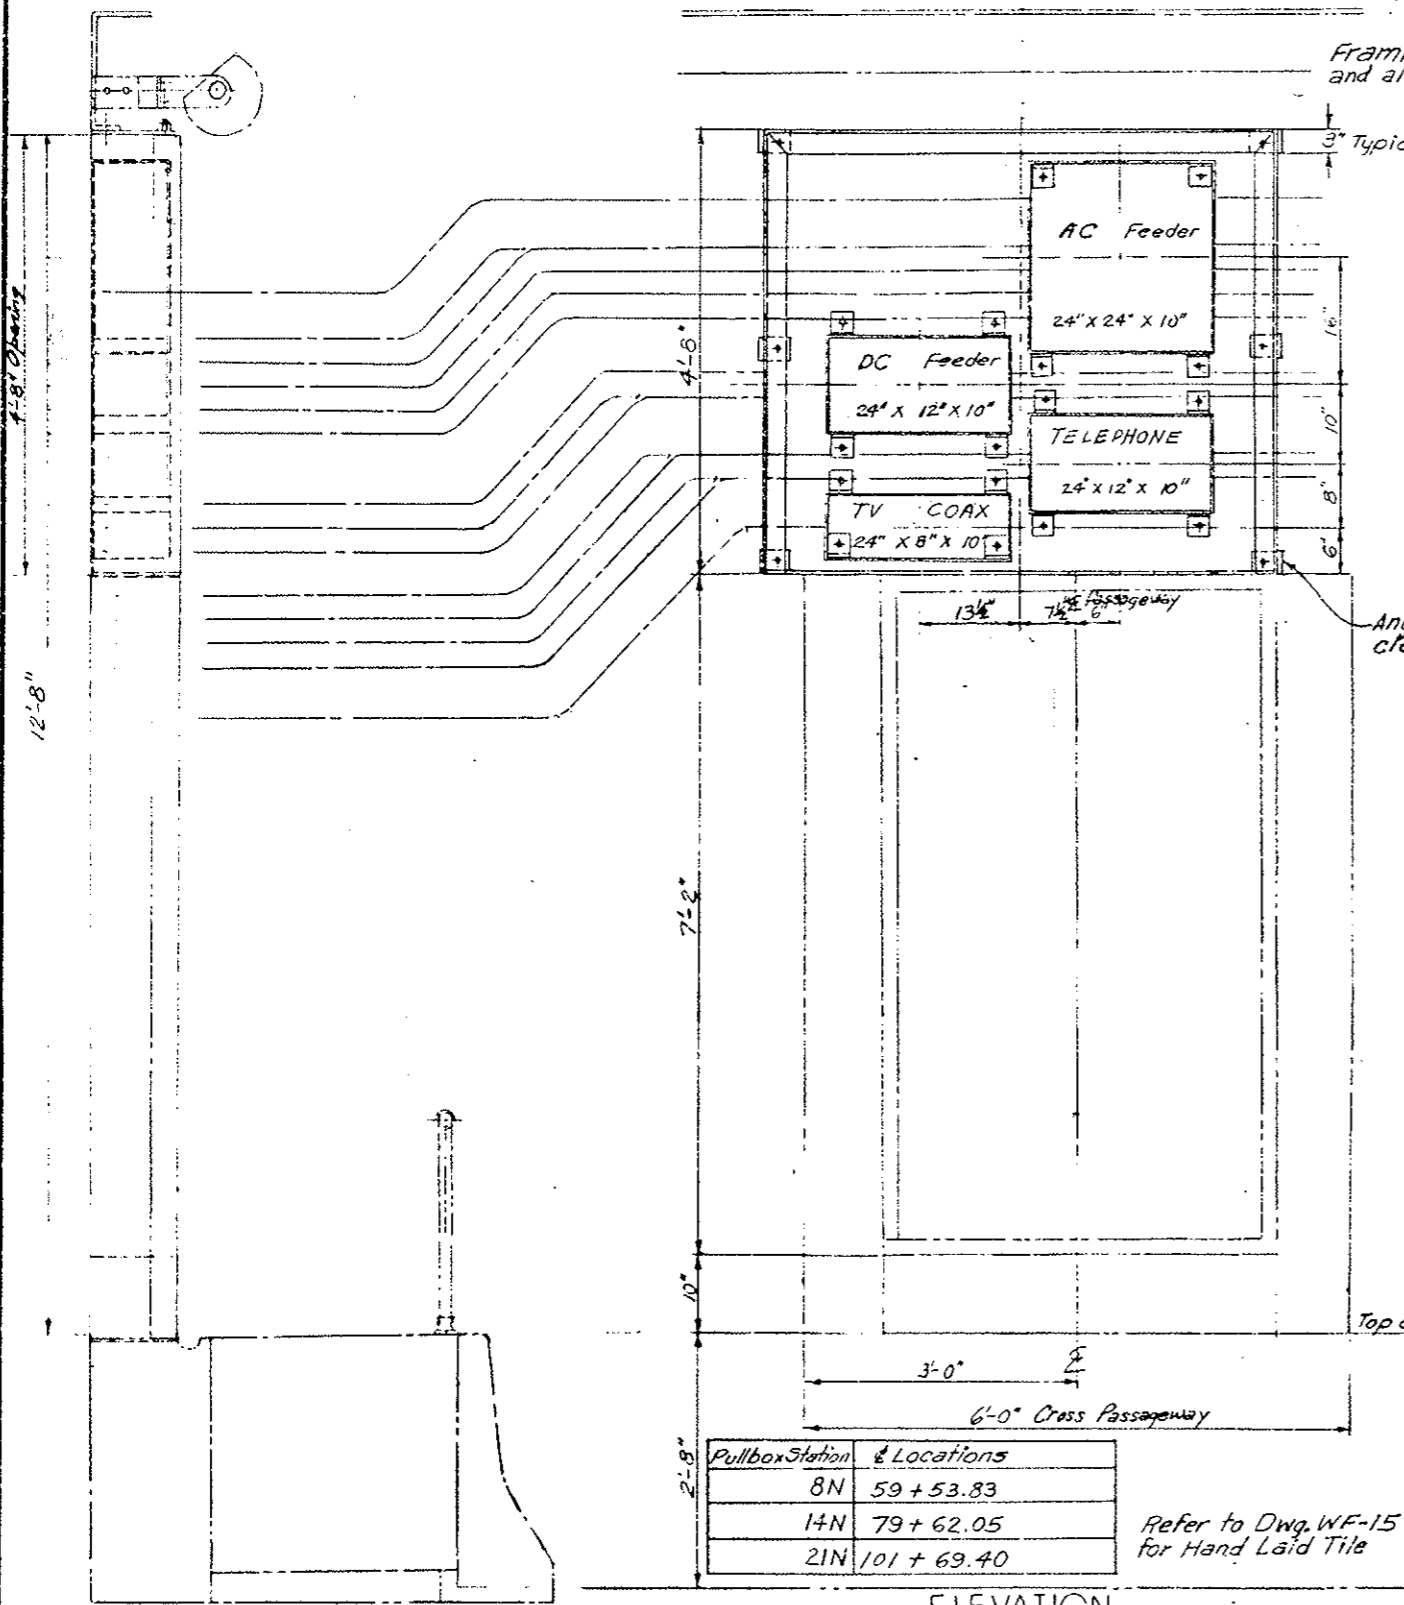 and
3" Typic
4'-8" Opening
4'-8"
AC Feeder
24" X 24" X 10"
16"
DC Feeder
24" X 12" X 10"
10"
TELEPHONE
24" X 12" X 10"
8"
TV COAX
24" X 8" X 10"
6"
Passageway
13½" 7½" 6"
12'-8"
7'-2"
10"
Top
3'-0"
6'-0" Cross Passageway
2'-8"
Pullbox Station ℄ Locations
8N 59 + 53.83
14N 79 + 62.05
21N 101 + 69.40
Refer to Dwg. WF-15
for Hand Laid Tile
ELEVATION